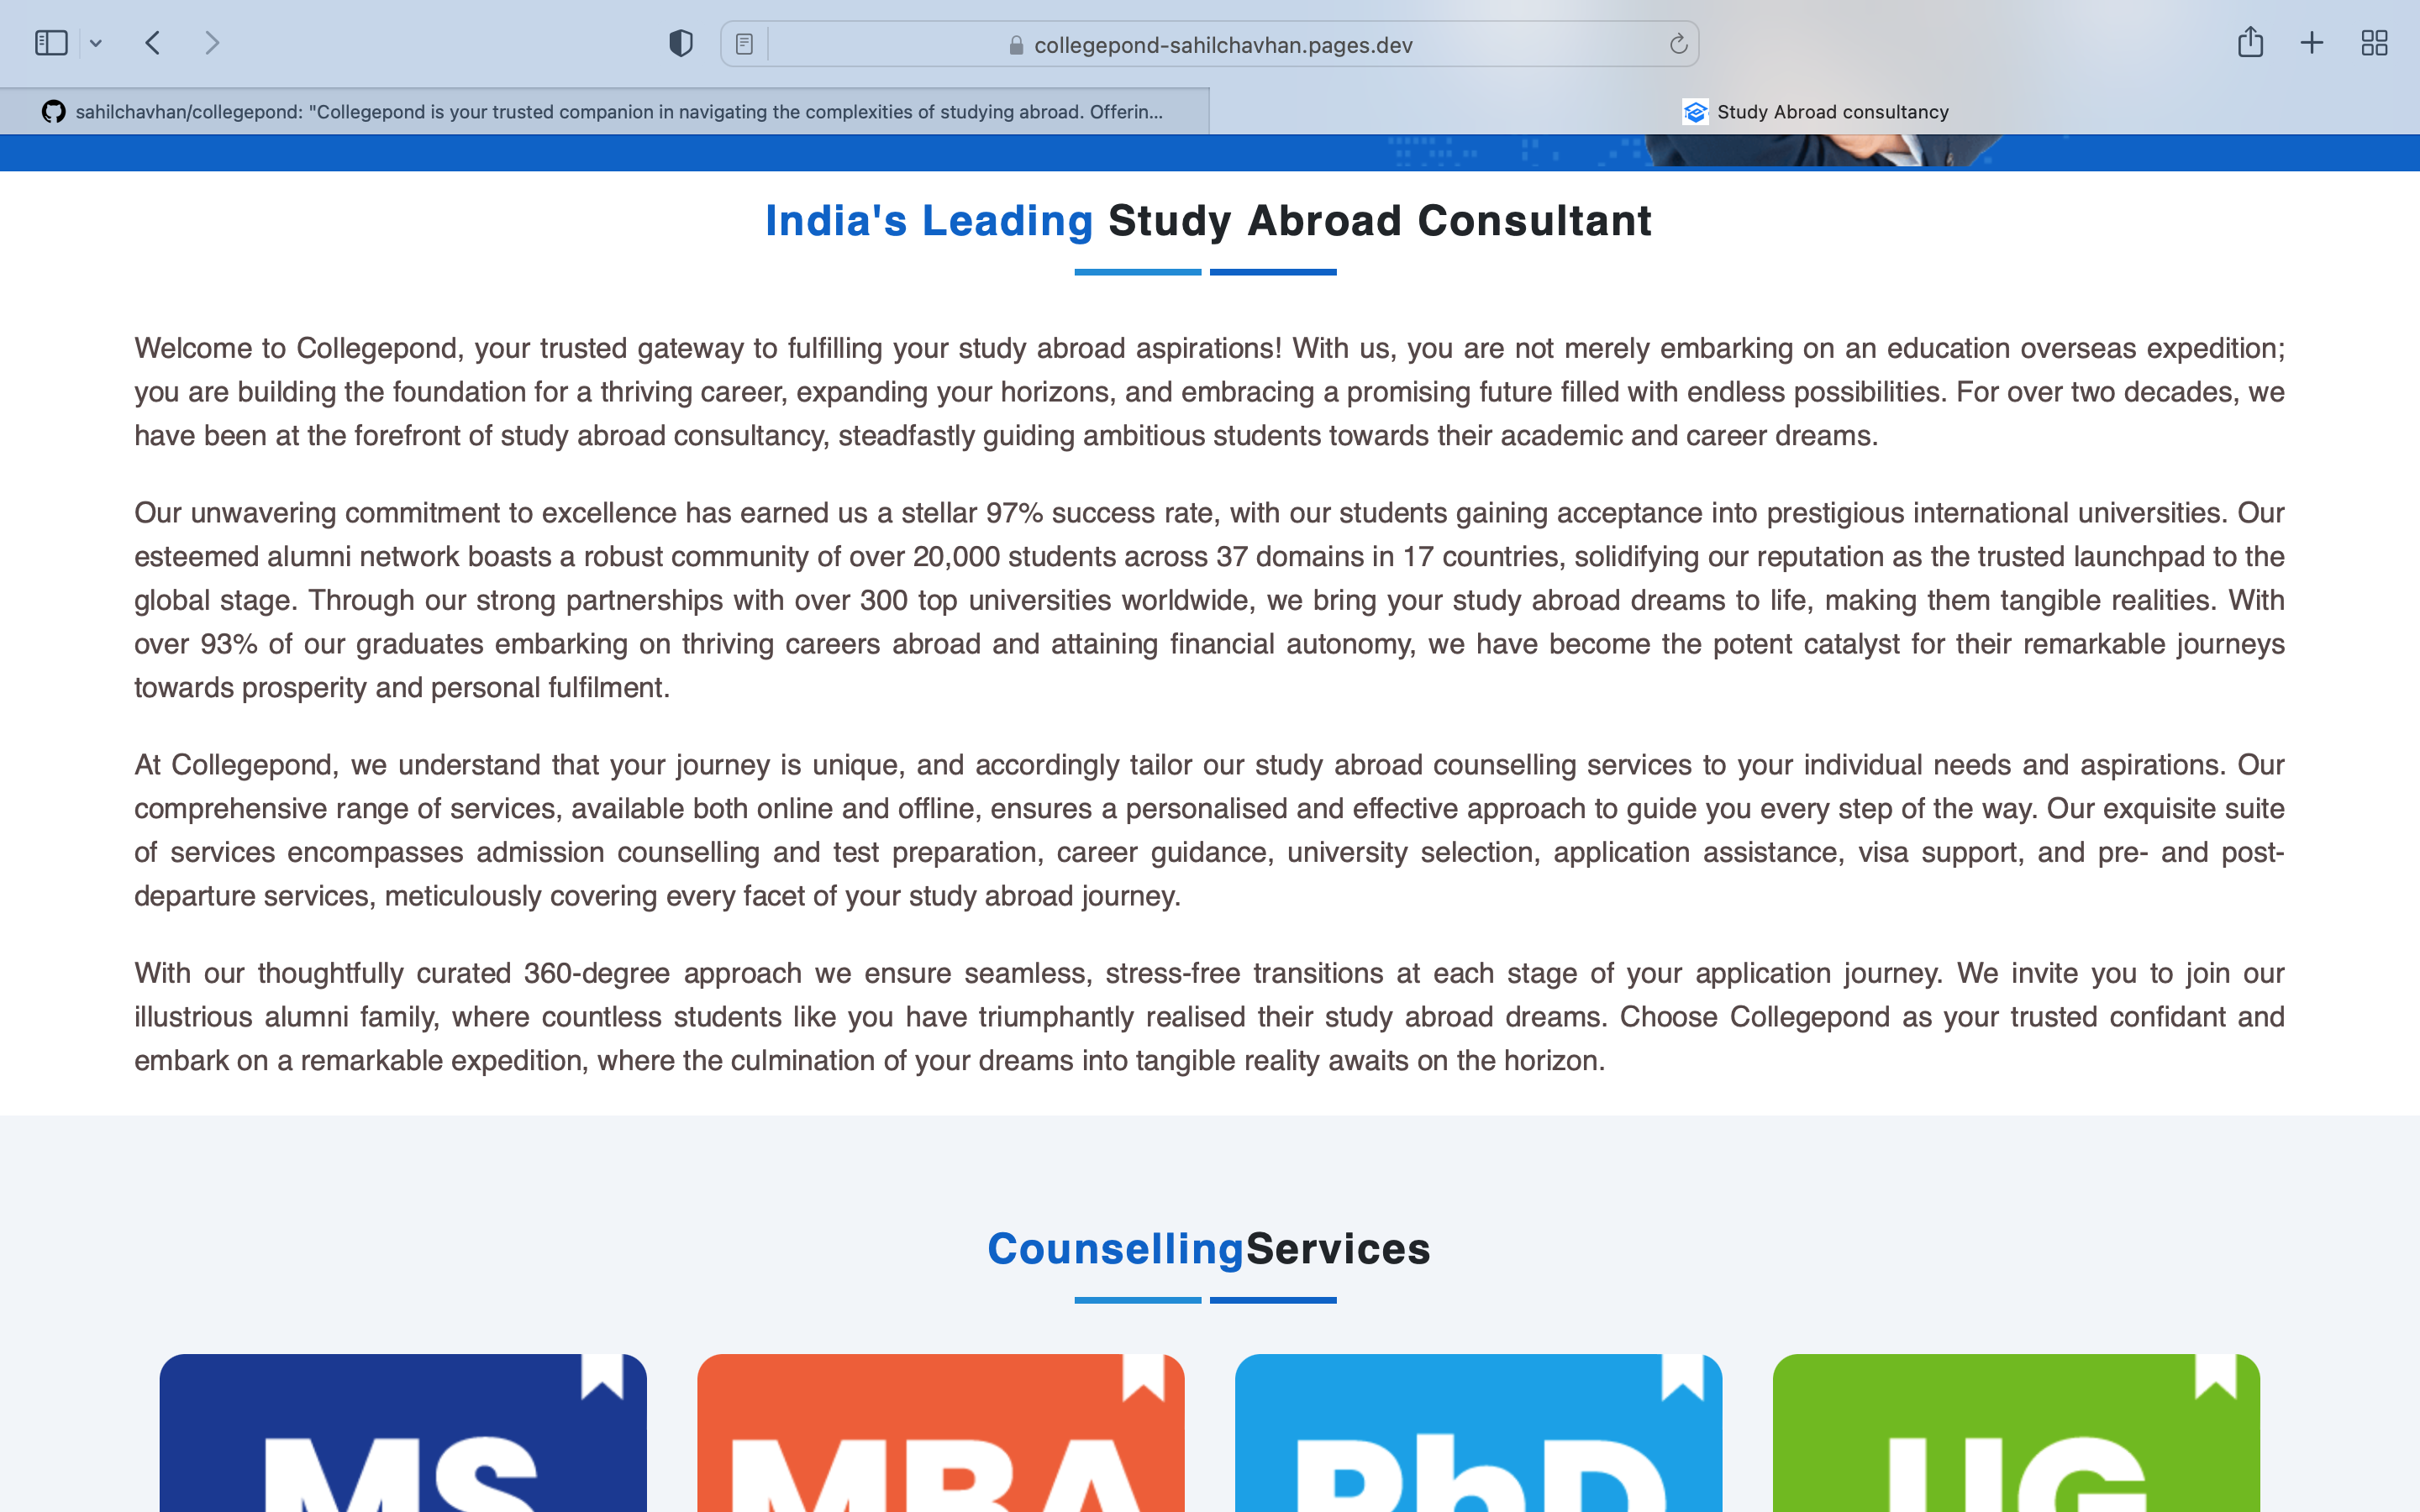 collegepond-sahilchavhan.pages.dev
sahilchavhan/collegepond: "Collegepond is your trusted companion in navigating the complexities of studying abroad. Offerin...
Study Abroad consultancy
India's Leading Study Abroad Consultant
Welcome to Collegepond, your trusted gateway to fulfilling your study abroad aspirations! With us, you are not merely embarking on an education overseas expedition;
you are building the foundation for a thriving career, expanding your horizons, and embracing a promising future filled with endless possibilities. For over two decades, we
have been at the forefront of study abroad consultancy, steadfastly guiding ambitious students towards their academic and career dreams.
Our unwavering commitment to excellence has earned us a stellar 97% success rate, with our students gaining acceptance into prestigious international universities. Our
esteemed alumni network boasts a robust community of over 20,000 students across 37 domains in 17 countries, solidifying our reputation as the trusted launchpad to the
global stage. Through our strong partnerships with over 300 top universities worldwide, we bring your study abroad dreams to life, making them tangible realities. With
over 93% of our graduates embarking on thriving careers abroad and attaining financial autonomy, we have become the potent catalyst for their remarkable journeys
towards prosperity and personal fulfilment.
At Collegepond, we understand that your journey is unique, and accordingly tailor our study abroad counselling services to your individual needs and aspirations. Our
comprehensive range of services, available both online and offline, ensures a personalised and effective approach to guide you every step of the way. Our exquisite suite
of services encompasses admission counselling and test preparation, career guidance, university selection, application assistance, visa support, and pre- and post-
departure services, meticulously covering every facet of your study abroad journey.
With our thoughtfully curated 360-degree approach we ensure seamless, stress-free transitions at each stage of your application journey. We invite you to join our
illustrious alumni family, where countless students like you have triumphantly realised their study abroad dreams. Choose Collegepond as your trusted confidant and
embark on a remarkable expedition, where the culmination of your dreams into tangible reality awaits on the horizon.
CounsellingServices
MS MBA PhD UG